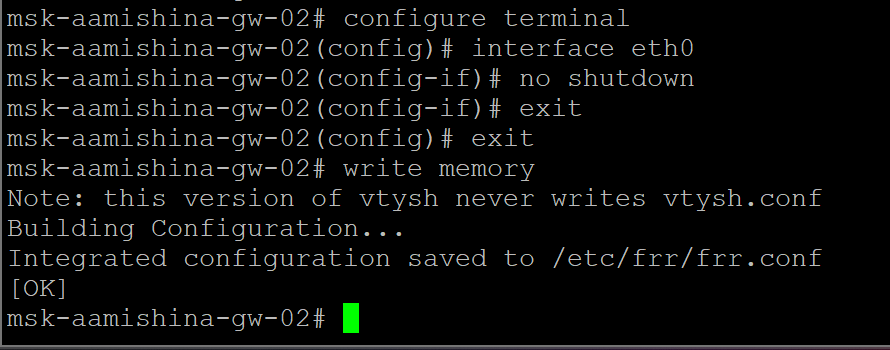 msk-aamishina-gw-02# configure terminal
msk-aamishina-gw-02(config)# interface eth0
msk-aamishina-gw-02(config-if)# no shutdown
msk-aamishina-gw-02(config-if)# exit
msk-aamishina-gw-02(config)# exit
msk-aamishina-gw-02# write memory
Note: this version of vtysh never writes vtysh.conf
Building Configuration...
Integrated configuration saved to /etc/frr/frr.conf
[OK]
msk-aamishina-gw-02#